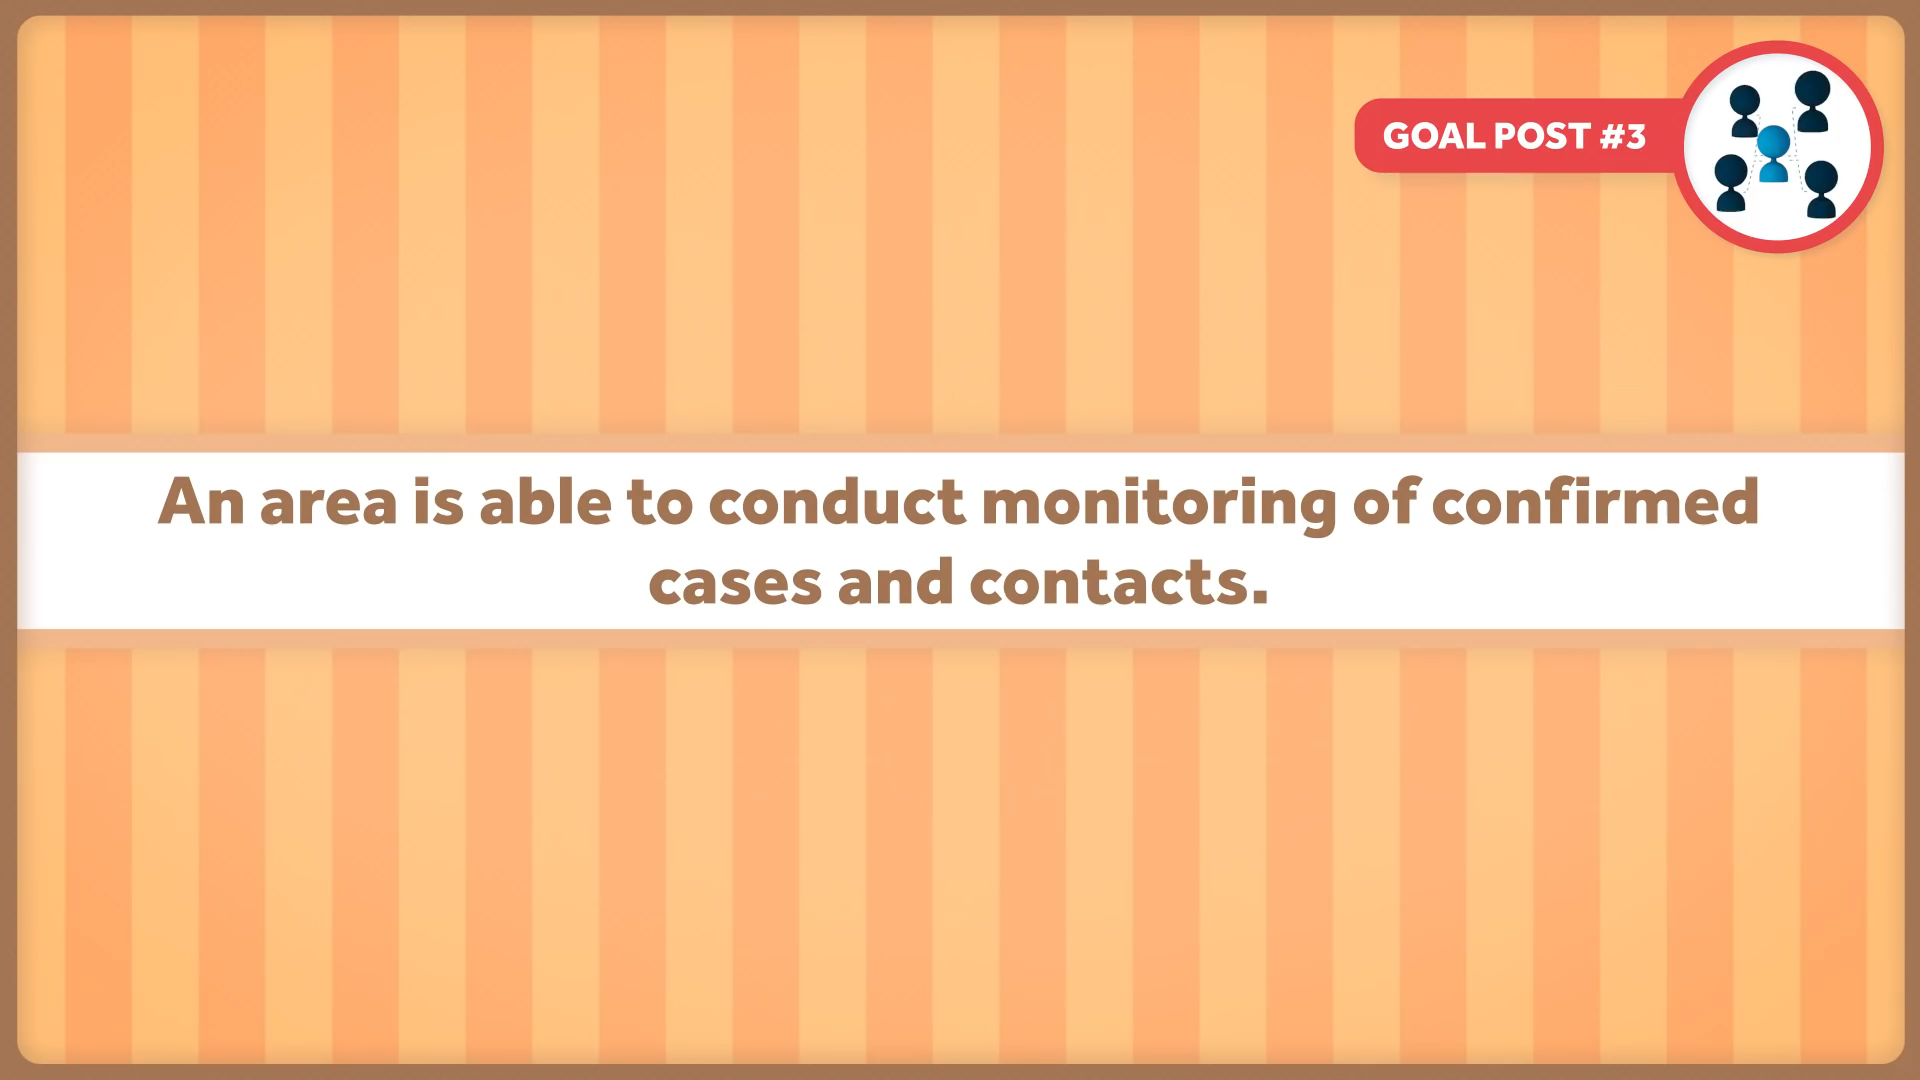 GOAL POST #3
An area is able to conduct monitoring of confirmed
cases and contacts.